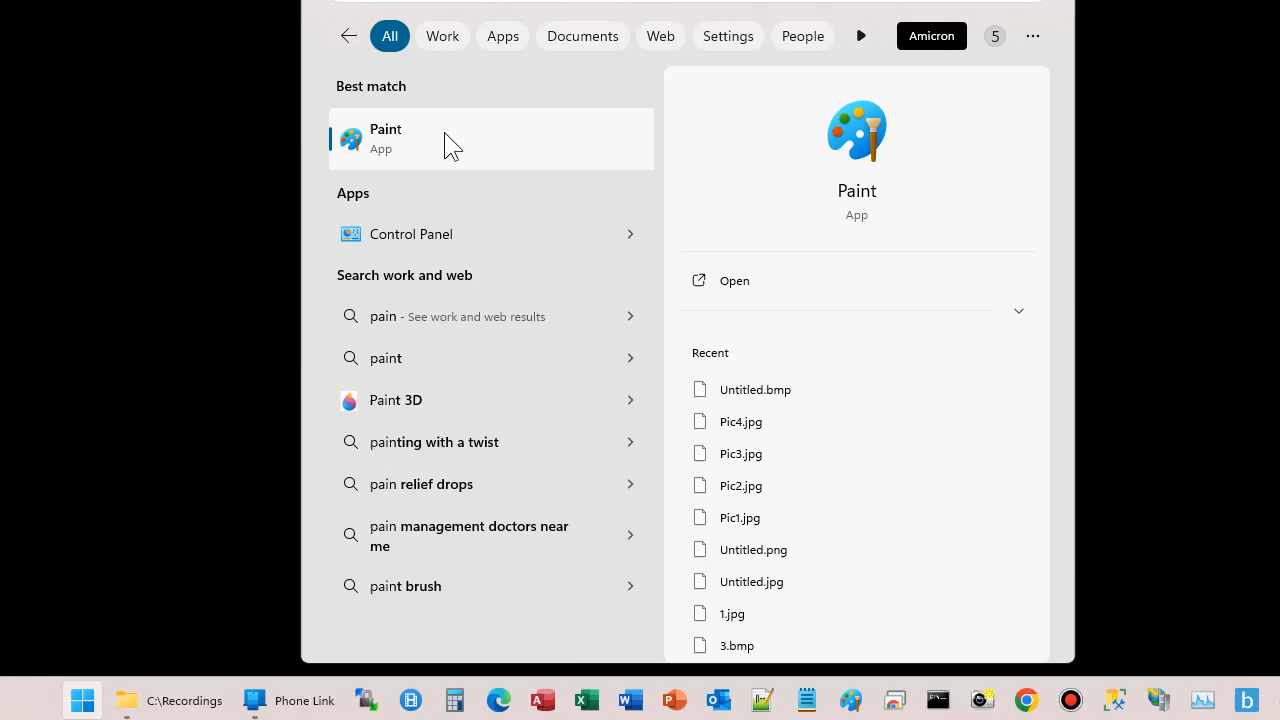 All Work Apps Documents Web Settings People Amicron 5
Best match
Paint
App
Apps
Control Panel
Search work and web
pain - See work and web results
paint
Paint 3D
painting with a twist
pain relief drops
pain management doctors near
me
paint brush
Paint
App
Open
Recent
Untitled.bmp
Pic4.jpg
Pic3.jpg
Pic2.jpg
Pic1.jpg
Untitled.png
Untitled.jpg
1.jpg
3.bmp
C:\Recordings Phone Link